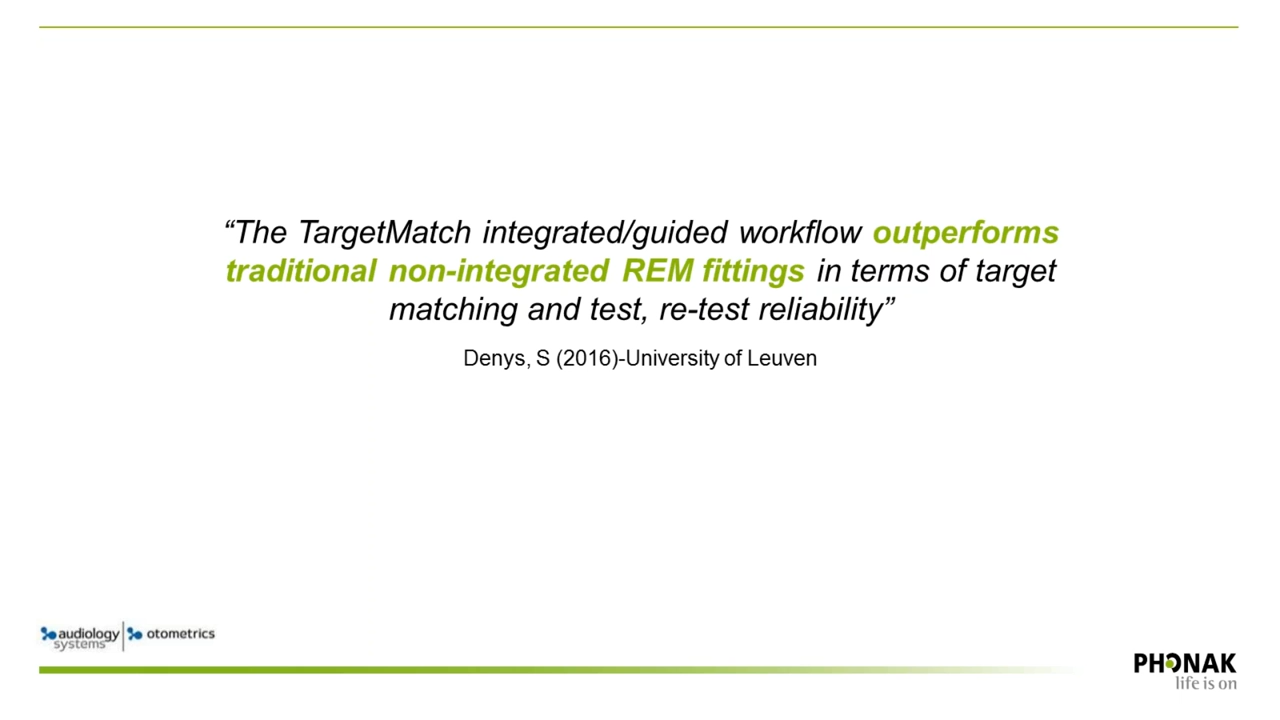 “The TargetMatch integrated/guided workflow outperforms
traditional non-integrated REM fittings in terms of target
matching and test, re-test reliability”
Denys, S (2016)-University of Leuven
audiology systems otometrics
PHONAK
life is on